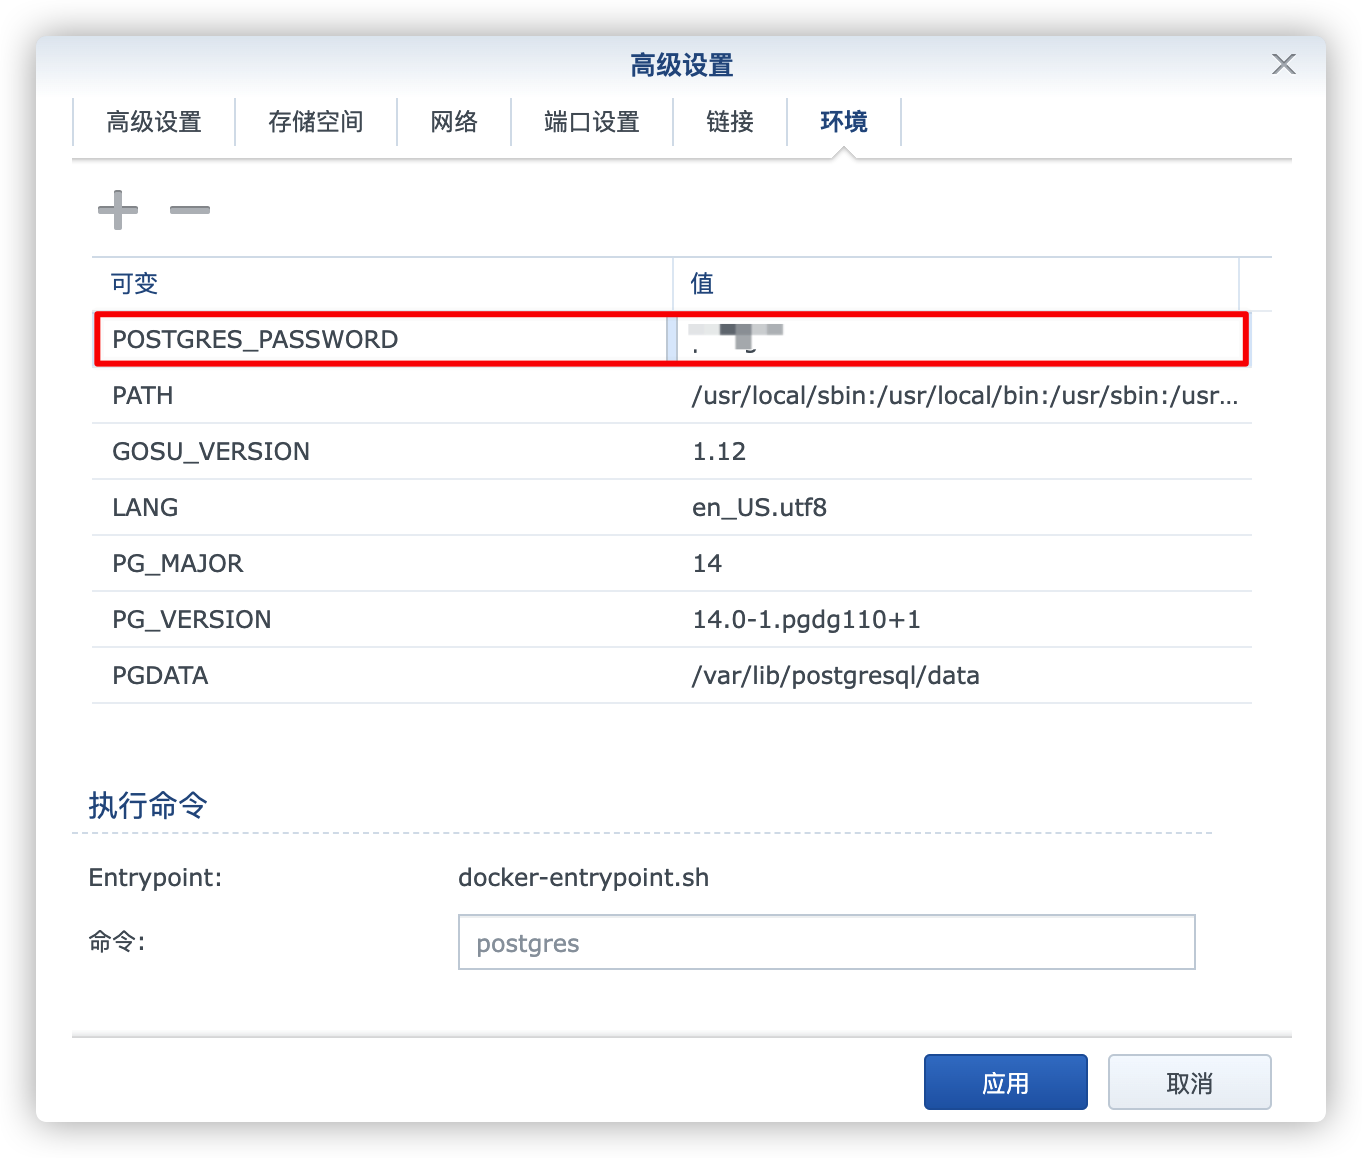 高级设置
高级设置 存储空间 网络 端口设置 链接 环境
可变 值
POSTGRES_PASSWORD
PATH /usr/local/sbin:/usr/local/bin:/usr/sbin:/usr...
GOSU_VERSION 1.12
LANG en_US.utf8
PG_MAJOR 14
PG_VERSION 14.0-1.pgdg110+1
PGDATA /var/lib/postgresql/data
执行命令
Entrypoint: docker-entrypoint.sh
命令: postgres
应用 取消